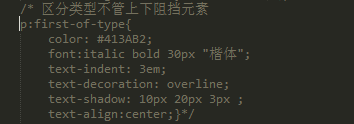 /* 区分类型不管上下阻挡元素
p:first-of-type{
color: #413AB2;
font:italic bold 30px "楷体";
text-indent: 3em;
text-decoration: overline;
text-shadow: 10px 20px 3px ;
text-align:center;}*/